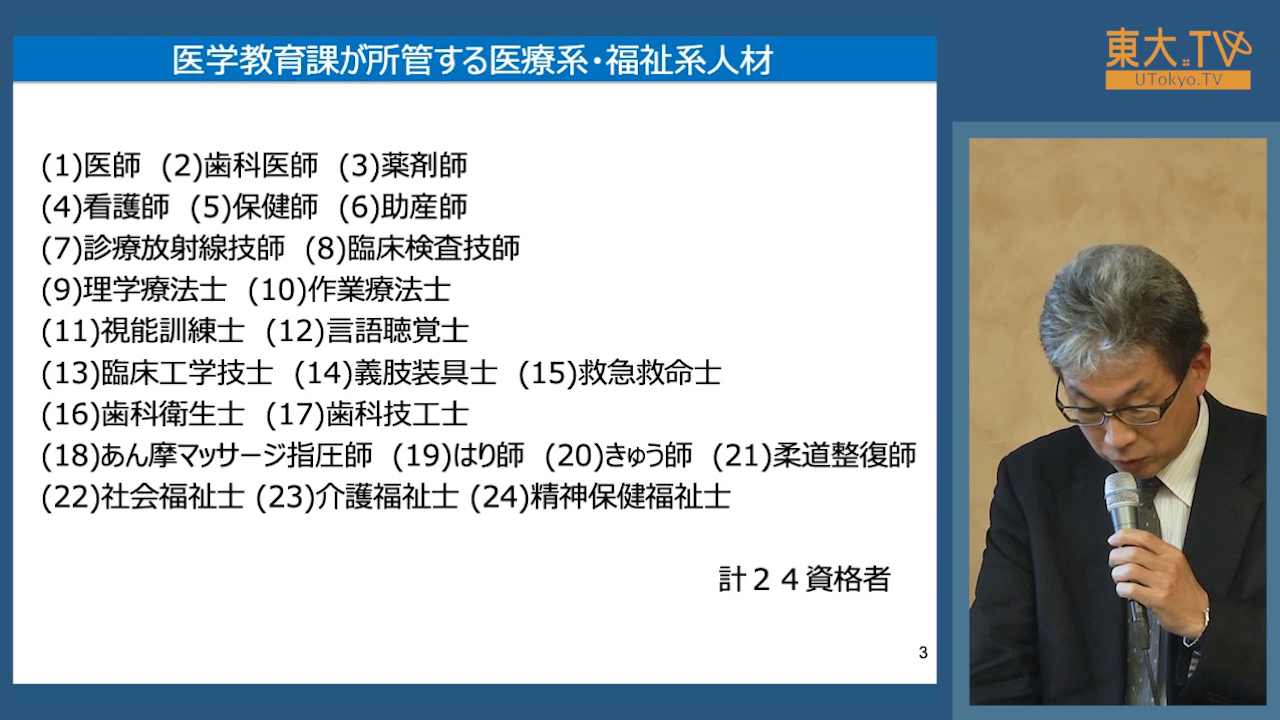 医学教育課が所管する医療系・福祉系人材
(1)医師 (2)歯科医師 (3)薬剤師
(4)看護師 (5)保健師 (6)助産師
(7)診療放射線技師 (8)臨床検査技師
(9)理学療法士 (10)作業療法士
(11)視能訓練士 (12)言語聴覚士
(13)臨床工学技士 (14)義肢装具士 (15)救急救命士
(16)歯科衛生士 (17)歯科技工士
(18)あん摩マッサージ指圧師 (19)はり師 (20)きゅう師 (21)柔道整復師
(22)社会福祉士 (23)介護福祉士 (24)精神保健福祉士
計２４資格者
3
東大.TV
UTokyo.TV